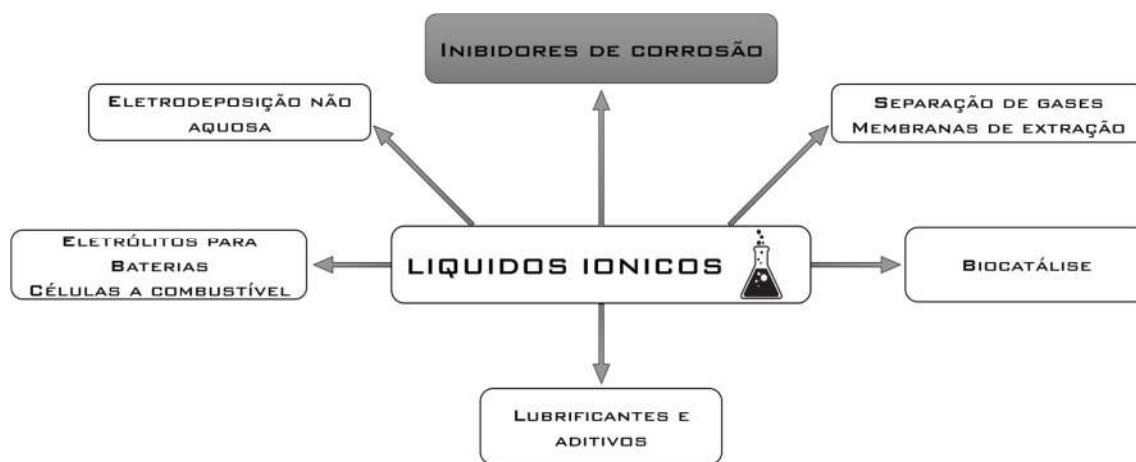 INIBIDORES DE CORROSÃO
ELETRODEPOSIÇÃO NÃO
AQUOSA
SEPARAÇÃO DE GASES
MEMBRANAS DE EXTRAÇÃO
ELETRÓLITOS PARA
BATERIAS
CÉLULAS A COMBUSTÍVEL
LIQUIDOS IONICOS
BIOCATÁLISE
LUBRIFICANTES E
ADITIVOS